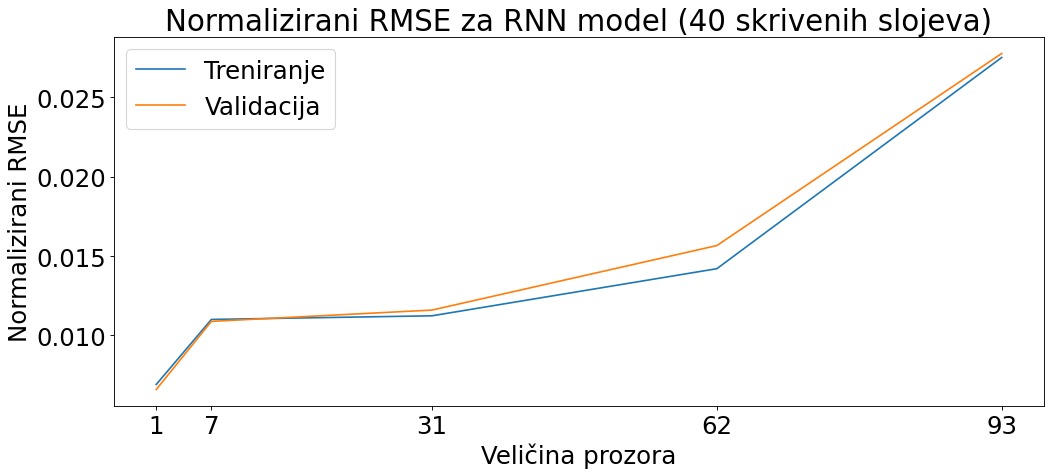 Normalizirani RMSE za RNN model (40 skrivenih slojeva)
Treniranje
Validacija
Normalizirani RMSE
0.025
0.020
0.015
0.010
1 7 31 62 93
Veličina prozora